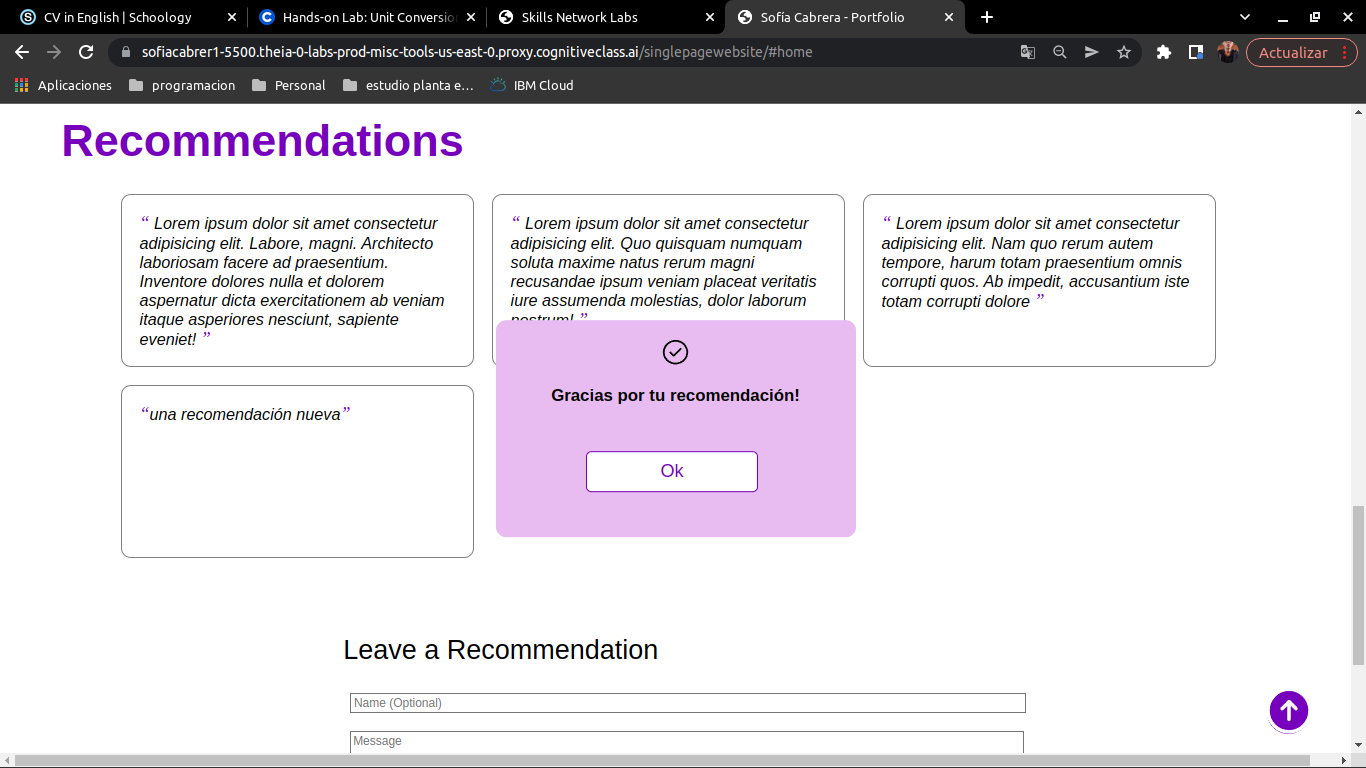 CV in English | Schoology
Hands-on Lab: Unit Conversion
Skills Network Labs
Sofía Cabrera - Portfolio
sofiacabrer1-5500.theia-0-labs-prod-misc-tools-us-east-0.proxy.cognitiveclass.ai/singlepagewebsite/#home
Actualizar
Aplicaciones
programacion
Personal
estudio planta e…
IBM Cloud
Recommendations
“ Lorem ipsum dolor sit amet consectetur
adipisicing elit. Labore, magni. Architecto
laboriosam facere ad praesentium.
Inventore dolores nulla et dolorem
aspernatur dicta exercitationem ab veniam
itaque asperiores nesciunt, sapiente
eveniet! ”
“ Lorem ipsum dolor sit amet consectetur
adipisicing elit. Quo quisquam numquam
soluta maxime natus rerum magni
recusandae ipsum veniam placeat veritatis
iure assumenda molestias, dolor laborum
nostrum! ”
“ Lorem ipsum dolor sit amet consectetur
adipisicing elit. Nam quo rerum autem
tempore, harum totam praesentium omnis
corrupti quos. Ab impedit, accusantium iste
totam corrupti dolore ”
“una recomendación nueva”
Gracias por tu recomendación!
Ok
Leave a Recommendation
Name (Optional)
Message